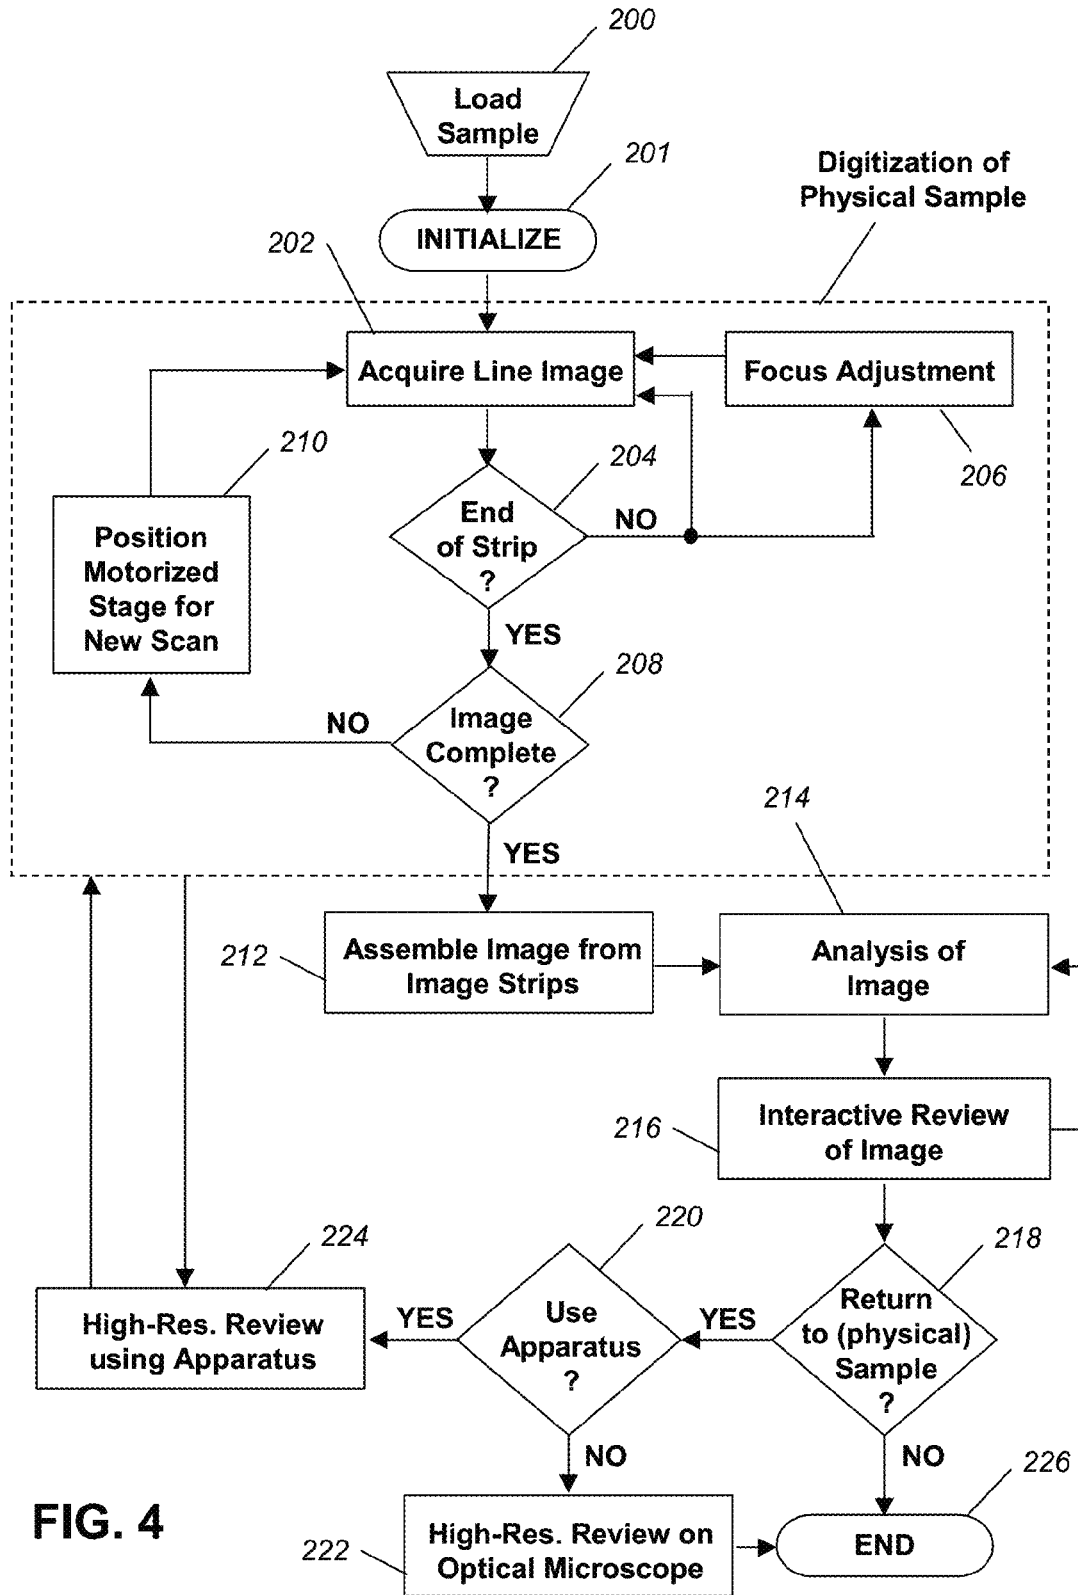 200
Load
Sample
201
INITIALIZE
Digitization of
Physical Sample
202
Acquire Line Image
Focus Adjustment
206
210
Position
Motorized
Stage for
New Scan
204
End
of Strip
?
NO
YES
208
Image
Complete
?
NO
YES
212
Assemble Image from
Image Strips
214
Analysis of
Image
216
Interactive Review
of Image
218
Return
to (physical)
Sample
?
YES
NO
220
Use
Apparatus
?
YES
NO
224
High-Res. Review
using Apparatus
222
High-Res. Review on
Optical Microscope
226
END
FIG. 4